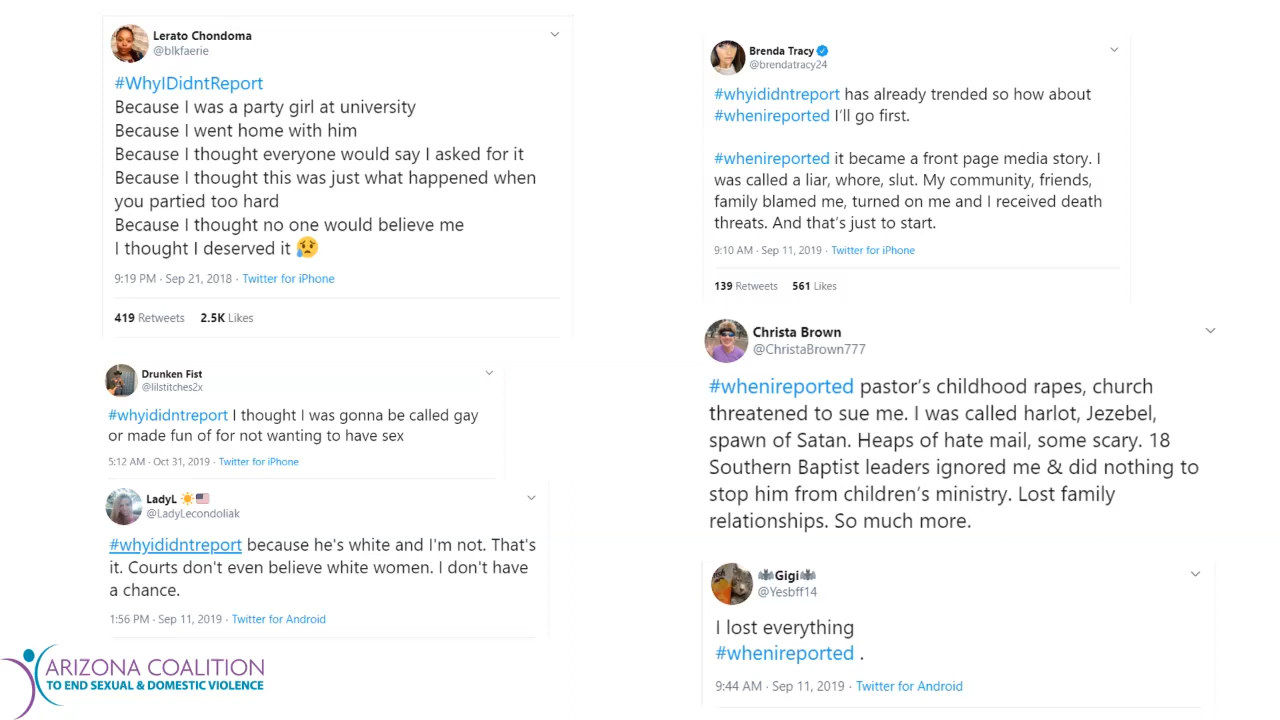 Lerato Chondoma
@blkfaerie
#WhyIDidntReport
Because I was a party girl at university
Because I went home with him
Because I thought everyone would say I asked for it
Because I thought this was just what happened when
you partied too hard
Because I thought no one would believe me
I thought I deserved it 😥
9:19 PM · Sep 21, 2018 · Twitter for iPhone
419 Retweets 2.5K Likes
Drunken Fist
@lilstitches2x
#whyididntreport I thought I was gonna be called gay
or made fun of for not wanting to have sex
5:12 AM · Oct 31, 2019 · Twitter for iPhone
LadyL ☀️🇺🇸
@LadyLecondoliak
#whyididntreport because he's white and I'm not. That's
it. Courts don't even believe white women. I don't have
a chance.
1:56 PM · Sep 11, 2019 · Twitter for Android
ARIZONA COALITION
TO END SEXUAL & DOMESTIC VIOLENCE
Brenda Tracy
@brendatracy24
#whyididntreport has already trended so how about
#whenireported I’ll go first.
#whenireported it became a front page media story. I
was called a liar, whore, slut. My community, friends,
family blamed me, turned on me and I received death
threats. And that’s just to start.
9:10 AM · Sep 11, 2019 · Twitter for iPhone
139 Retweets 561 Likes
Christa Brown
@ChristaBrown777
#whenireported pastor’s childhood rapes, church
threatened to sue me. I was called harlot, Jezebel,
spawn of Satan. Heaps of hate mail, some scary. 18
Southern Baptist leaders ignored me & did nothing to
stop him from children’s ministry. Lost family
relationships. So much more.
🦇Gigi🦇
@Yesbff14
I lost everything
#whenireported .
9:44 AM · Sep 11, 2019 · Twitter for Android